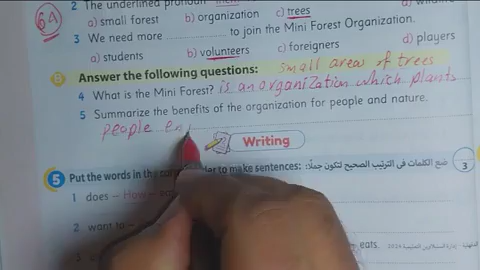 2 The underlined pronoun
a) small forest b) organization c) trees
3 We need more .................. to join the Mini Forest Organization.
a) students b) volunteers c) foreigners d) players
6A
B Answer the following questions: small area of trees
4 What is the Mini Forest? is an organization which plants
5 Summarize the benefits of the organization for people and nature.
people en
Writing
5 Put the words in the to make sentences: ضع الكلمات في الترتيب الصحيح لتكون جملًا: 3
1 does – How –
2 want to eats.